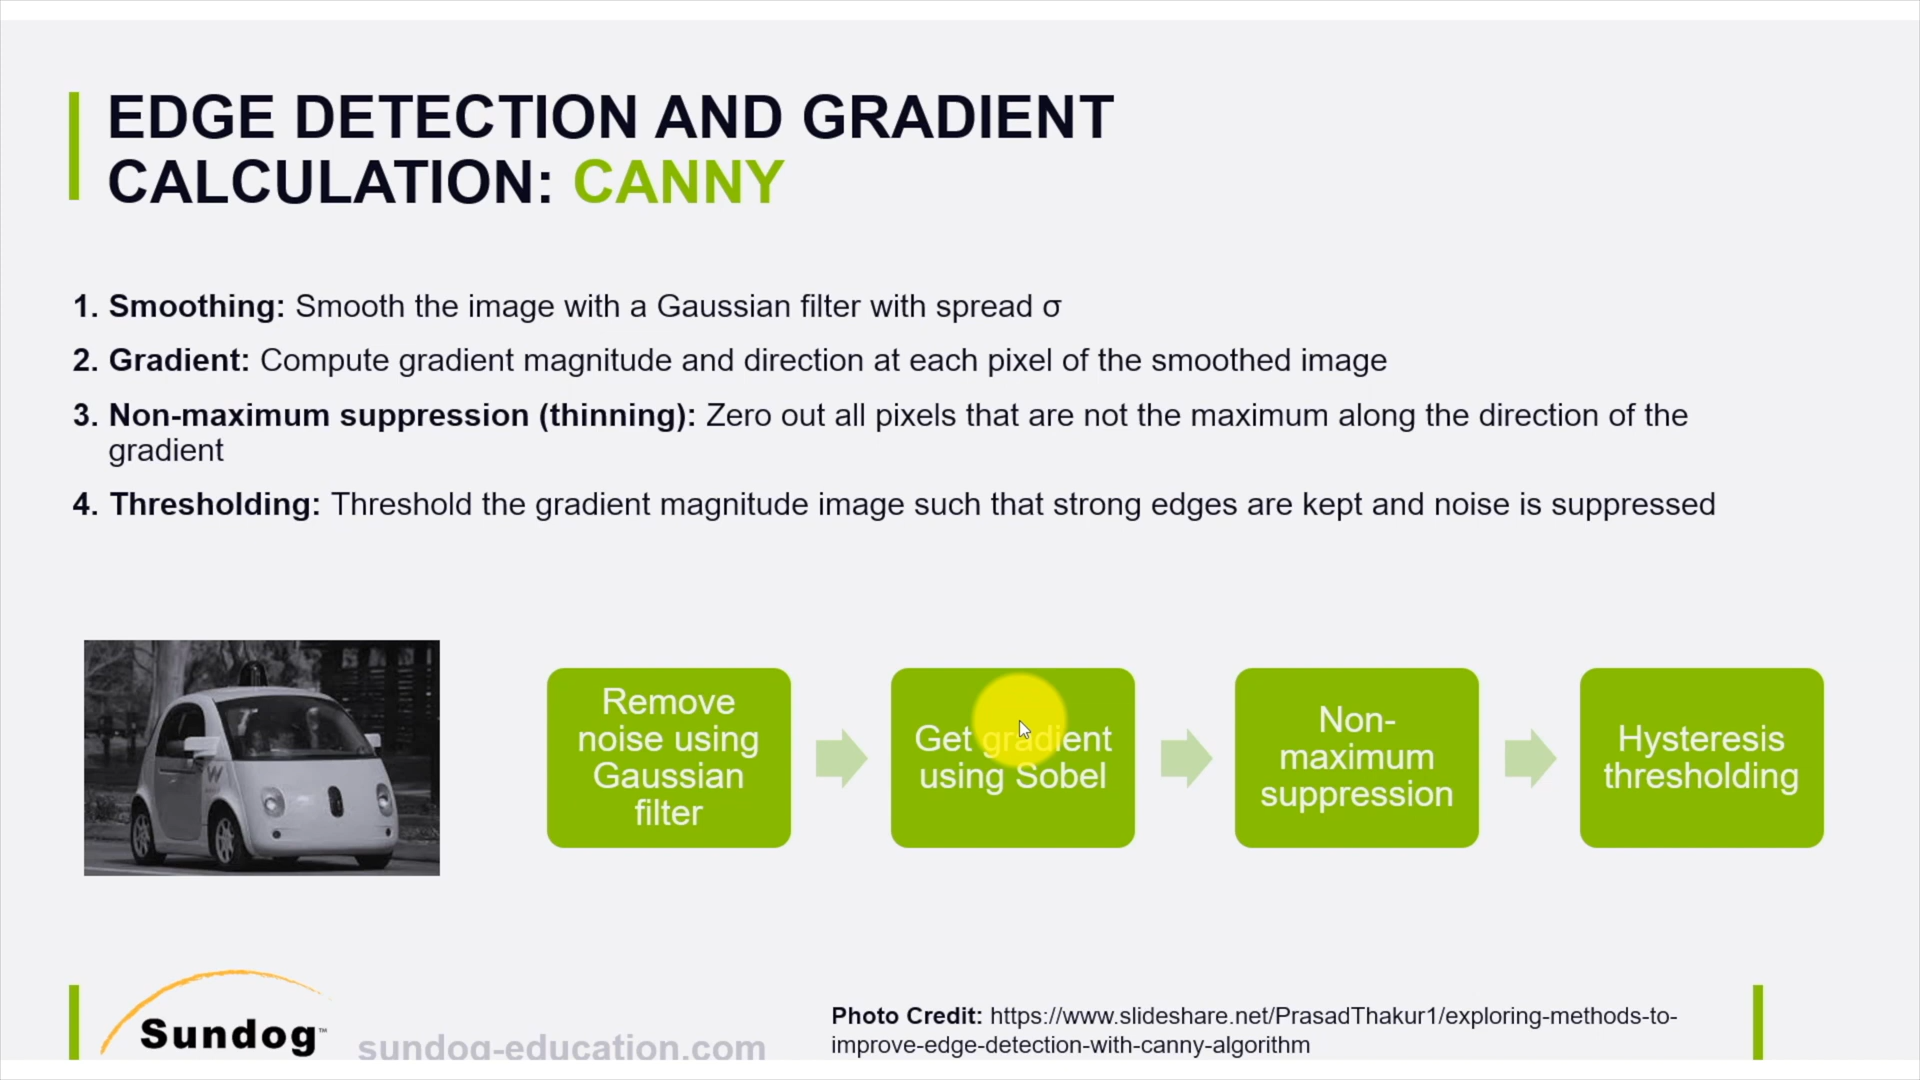 EDGE DETECTION AND GRADIENT
CALCULATION: CANNY
1. Smoothing: Smooth the image with a Gaussian filter with spread σ
2. Gradient: Compute gradient magnitude and direction at each pixel of the smoothed image
3. Non-maximum suppression (thinning): Zero out all pixels that are not the maximum along the direction of the
gradient
4. Thresholding: Threshold the gradient magnitude image such that strong edges are kept and noise is suppressed
Remove
noise using
Gaussian
filter
Get gradient
using Sobel
Non-
maximum
suppression
Hysteresis
thresholding
Sundog™
sundog-education.com
Photo Credit: https://www.slideshare.net/PrasadThakur1/exploring-methods-to-
improve-edge-detection-with-canny-algorithm